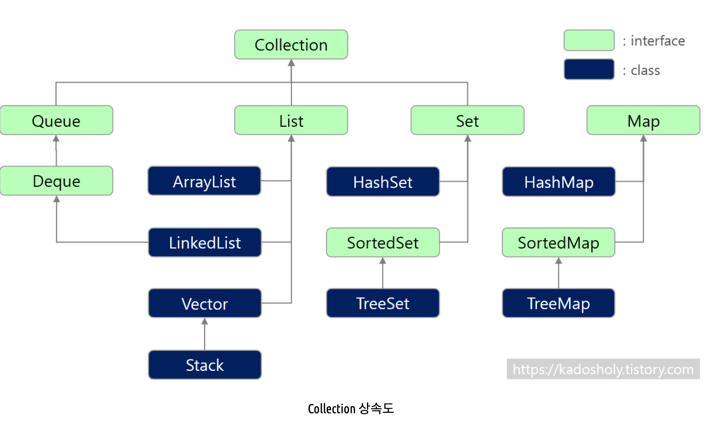 Collection
: interface
: class
Queue
List
Set
Map
Deque
ArrayList
HashSet
HashMap
LinkedList
SortedSet
SortedMap
Vector
TreeSet
TreeMap
Stack
https://kadosholy.tistory.com
Collection 상속도